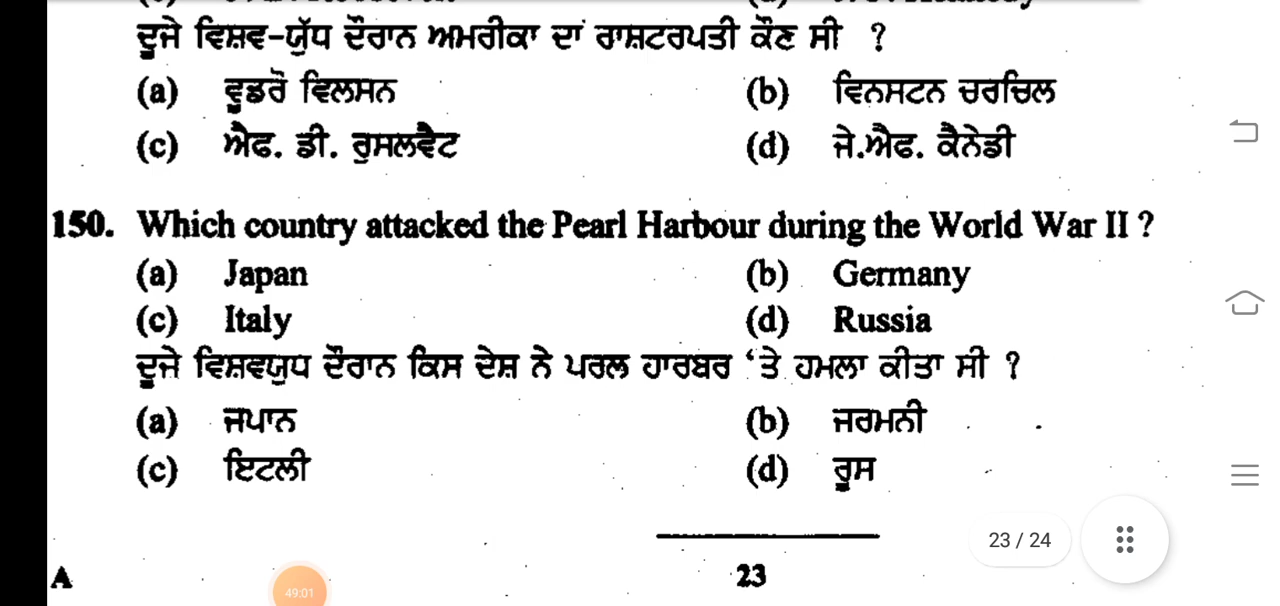 ਦੂਜੇ ਵਿਸ਼ਵ-ਯੁੱਧ ਦੌਰਾਨ ਅਮਰੀਕਾ ਦਾ ਰਾਸ਼ਟਰਪਤੀ ਕੌਣ ਸੀ ?
(a) ਵੂਡਰੋ ਵਿਲਸਨ (b) ਵਿਨਸਟਨ ਚਰਚਿਲ
(c) ਐਫ. ਡੀ. ਰੁਸਲਵੈਟ (d) ਜੇ.ਐਫ. ਕੈਨੇਡੀ
150. Which country attacked the Pearl Harbour during the World War II ?
(a) Japan (b) Germany
(c) Italy (d) Russia
ਦੂਜੇ ਵਿਸ਼ਵਯੁਧ ਦੌਰਾਨ ਕਿਸ ਦੇਸ਼ ਨੇ ਪਰਲ ਹਾਰਬਰ ‘ਤੇ ਹਮਲਾ ਕੀਤਾ ਸੀ ?
(a) ਜਪਾਨ (b) ਜਰਮਨੀ
(c) ਇਟਲੀ (d) ਰੂਸ
23 / 24
A 23
49:01